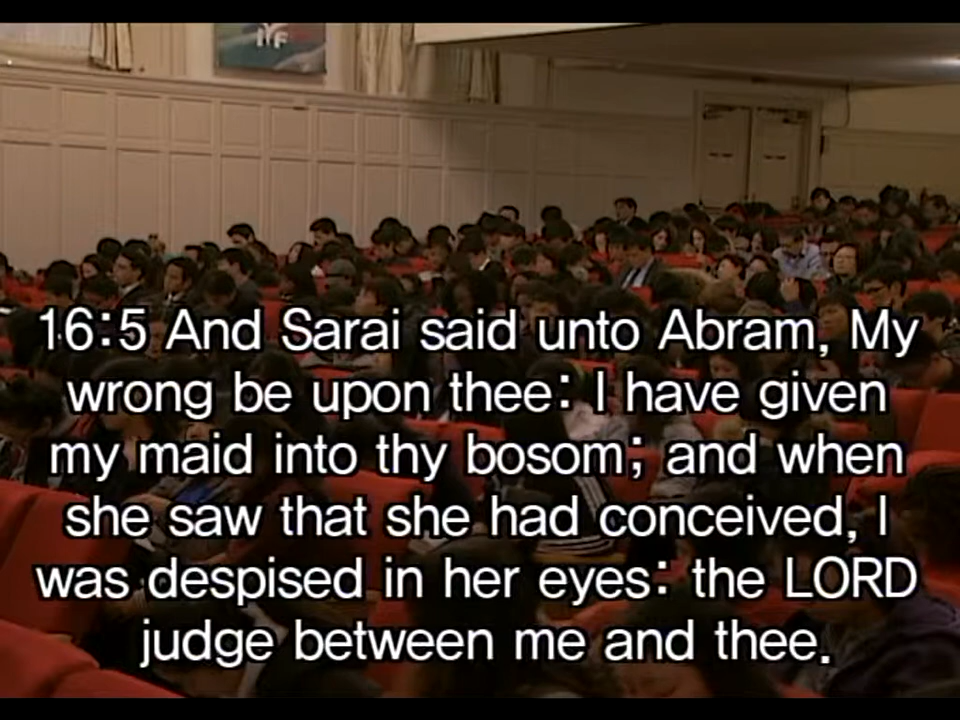 IYF
16:5 And Sarai said unto Abram, My
wrong be upon thee: I have given
my maid into thy bosom; and when
she saw that she had conceived, I
was despised in her eyes: the LORD
judge between me and thee.